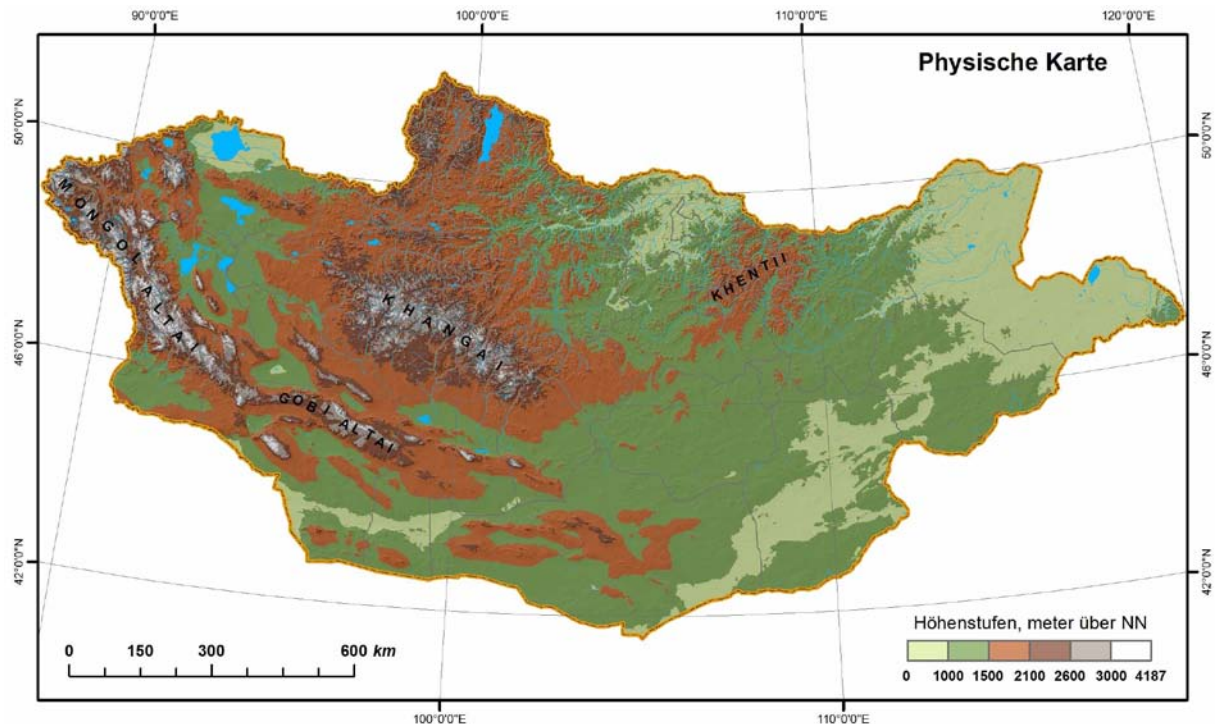 90°0'0"E 100°0'0"E 110°0'0"E 120°0'0"E
Physische Karte
50°0'0"N 50°0'0"N
MONGOL ALTAI
KHANGAI
KHENTII
46°0'0"N 46°0'0"N
GOBI ALTAI
42°0'0"N 42°0'0"N
Höhenstufen, meter über NN
0 1000 1500 2100 2600 3000 4187
0 150 300 600 km
100°0'0"E 110°0'0"E